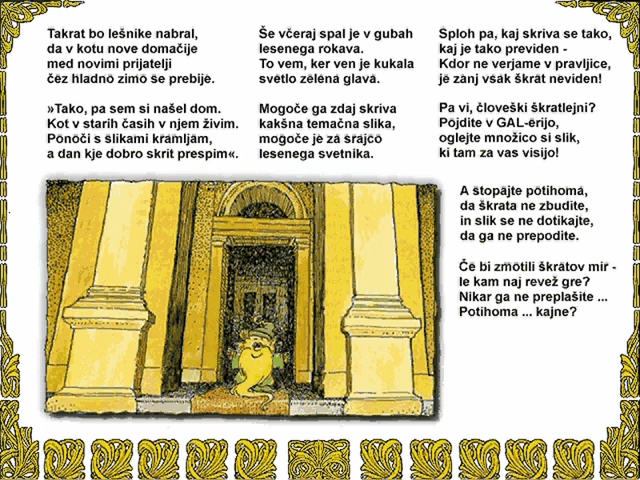 Takrat bo lešnike nabral,
da v kotu nove domačije
med novimi prijatelji
čez hladno zimo še prebije.
»Tako, pa sem si našel dom.
Kot v starih časih v njem živim.
Ponoči s slikami kramljam,
a dan kje dobro skrit prespim«.
Še včeraj spal je v gubah
lesenega rokava.
To vem, ker ven je kukala
svetlo zelena glava.
Mogoče ga zdaj skriva
kakšna temačna slika,
mogoče je za srajco
lesenega svetnika.
Sploh pa, kaj skriva se tako,
kaj je tako previden -
Kdor ne verjame v pravljice,
je zanj vsak škrat neviden!
Pa vi, človeški škratlejni?
Pojdite v GAL-erijo,
oglejte množico si slik,
ki tam za vas visijo!
A stopajte potihoma,
da škrata ne zbudite,
in slik se ne dotikajte,
da ga ne prepodite.
Če bi zmotili škratov mir -
le kam naj revež gre?
Nikar ga ne preplašite ...
Potihoma ... kajne?